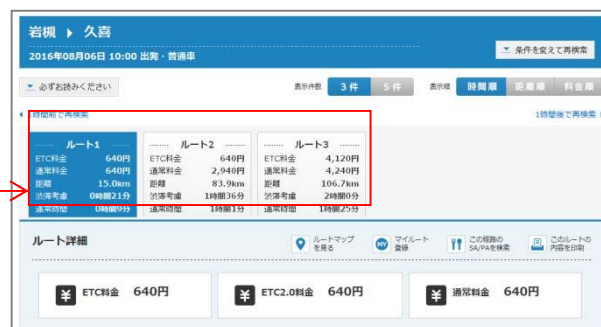 岩槻 ▶ 久喜
2016年08月06日 10:00 出発・普通車
条件を変えて再検索
必ずお読みください
表示件数 3件 5件 表示順 時間順 距離順 料金順
1時間前で再検索 1時間後で再検索
ルート1 ルート2 ルート3
ETC料金 640円 ETC料金 640円 ETC料金 4,120円
通常料金 640円 通常料金 2,940円 通常料金 4,240円
距離 15.0km 距離 83.9km 距離 106.7km
渋滞考慮 0時間21分 渋滞考慮 1時間36分 渋滞考慮 2時間0分
通常時間 0時間9分 通常時間 1時間1分 通常時間 1時間25分
ルート詳細
ルートマップを見る
MY マイルート登録
この経路のSA/PAを検索
このルートの内容を印刷
¥ ETC料金 640円 ¥ ETC2.0料金 640円 ¥ 通常料金 640円